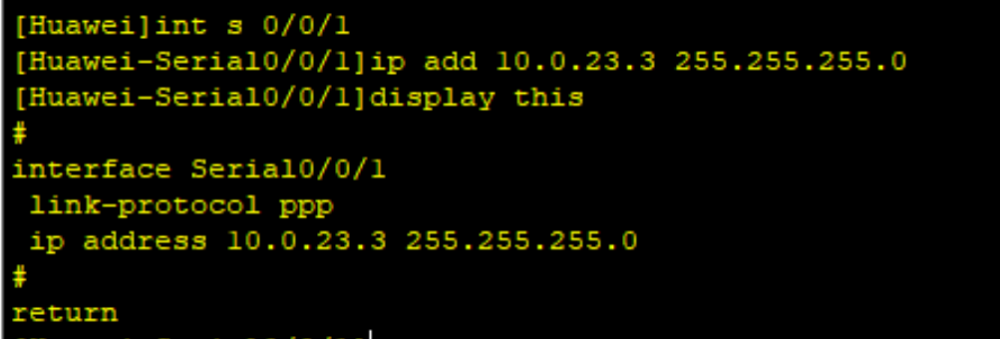 [Huawei]int s 0/0/1
[Huawei-Serial0/0/1]ip add 10.0.23.3 255.255.255.0
[Huawei-Serial0/0/1]display this
#
interface Serial0/0/1
 link-protocol ppp
 ip address 10.0.23.3 255.255.255.0
#
return